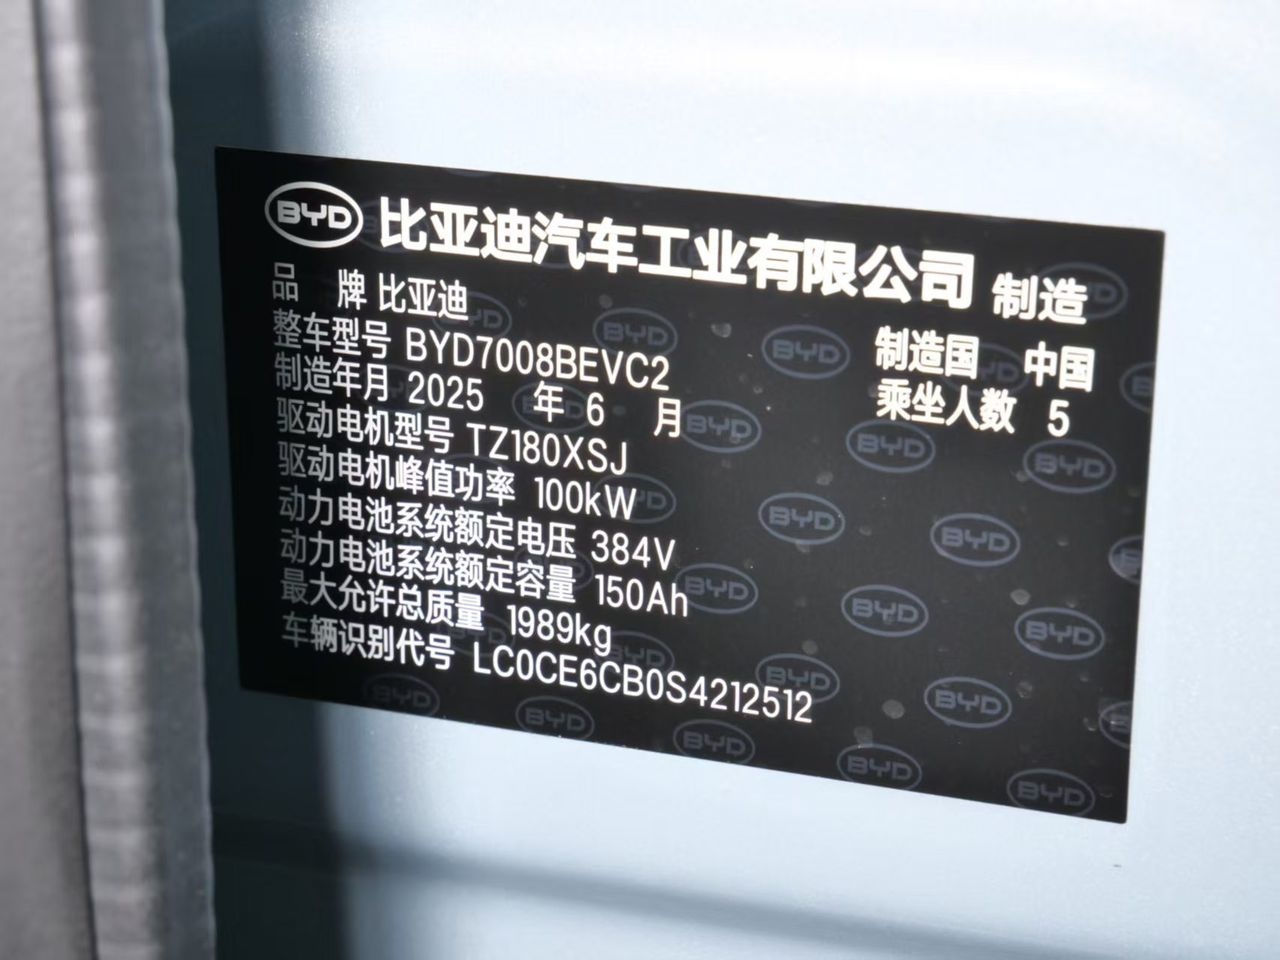 BYD 比亚迪汽车工业有限公司 制造
品 牌 比亚迪
制造国 中国
整车型号 BYD7008BEVC2
乘坐人数 5
制造年月 2025 年 6 月
驱动电机型号 TZ180XSJ
驱动电机峰值功率 100kW
动力电池系统额定电压 384V
动力电池系统额定容量 150Ah
最大允许总质量 1989kg
车辆识别代号 LC0CE6CB0S4212512